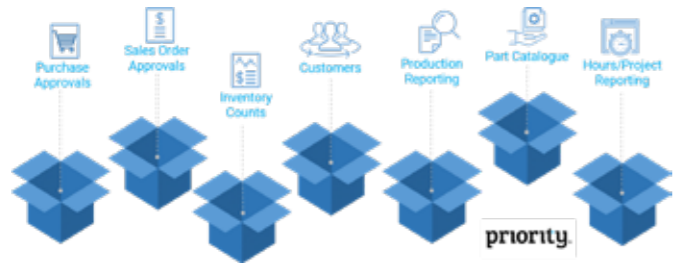 Purchase
Approvals
Sales Order
Approvals
Inventory
Counts
Customers
Production
Reporting
Part Catalogue
Hours/Project
Reporting
priority.